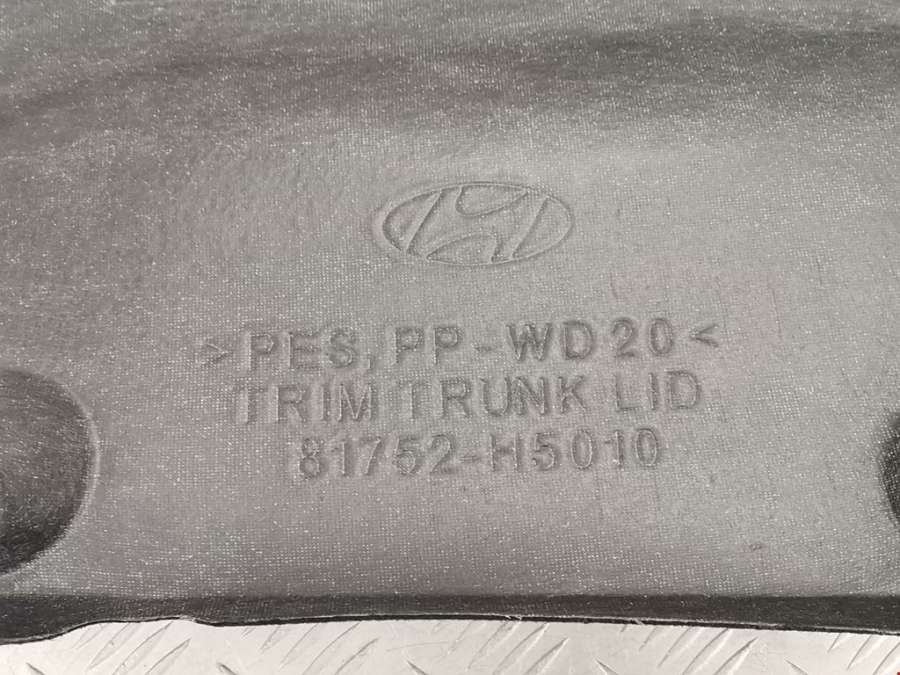 >PES, PP-WD20<
TRIM TRUNK LID
81752-H5010